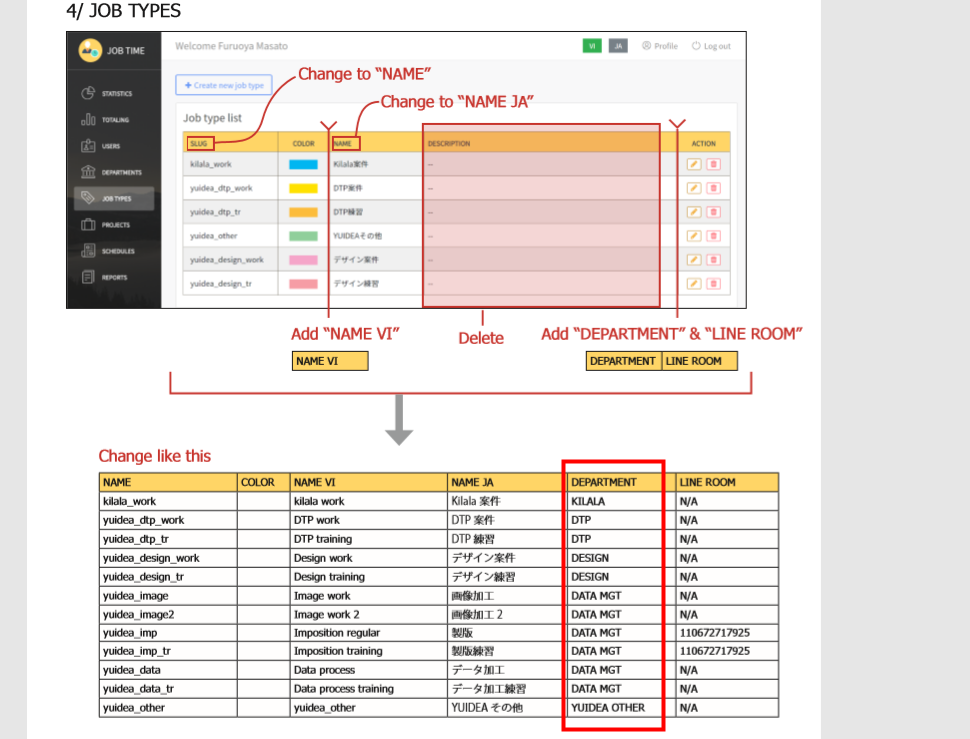 4/ JOB TYPES
JOB TIME
Welcome Furuoya Masato
VI
JA
Profile
Log out
Change to “NAME”
+ Create new job type
Change to “NAME JA”
STATISTICS
TOTALING
USERS
DEPARTMENTS
JOB TYPES
PROJECTS
SCHEDULES
REPORTS
Job type list
SLUG COLOR NAME DESCRIPTION ACTION
kilala_work Kilala案件 --
yuidea_dtp_work DTP案件 --
yuidea_dtp_tr DTP練習 --
yuidea_other YUIDEAその他 --
yuidea_design_work デザイン案件 --
yuidea_design_tr デザイン練習 --
Add “NAME VI”
Delete
Add “DEPARTMENT” & “LINE ROOM”
NAME VI
DEPARTMENT LINE ROOM
Change like this
NAME COLOR NAME VI NAME JA DEPARTMENT LINE ROOM
kilala_work kilala work Kilala 案件 KILALA N/A
yuidea_dtp_work DTP work DTP 案件 DTP N/A
yuidea_dtp_tr DTP training DTP 練習 DTP N/A
yuidea_design_work Design work デザイン案件 DESIGN N/A
yuidea_design_tr Design training デザイン練習 DESIGN N/A
yuidea_image Image work 画像加工 DATA MGT N/A
yuidea_image2 Image work 2 画像加工 2 DATA MGT N/A
yuidea_imp Imposition regular 製版 DATA MGT 110672717925
yuidea_imp_tr Imposition training 製版練習 DATA MGT 110672717925
yuidea_data Data process データ加工 DATA MGT N/A
yuidea_data_tr Data process training データ加工練習 DATA MGT N/A
yuidea_other yuidea_other YUIDEA その他 YUIDEA OTHER N/A